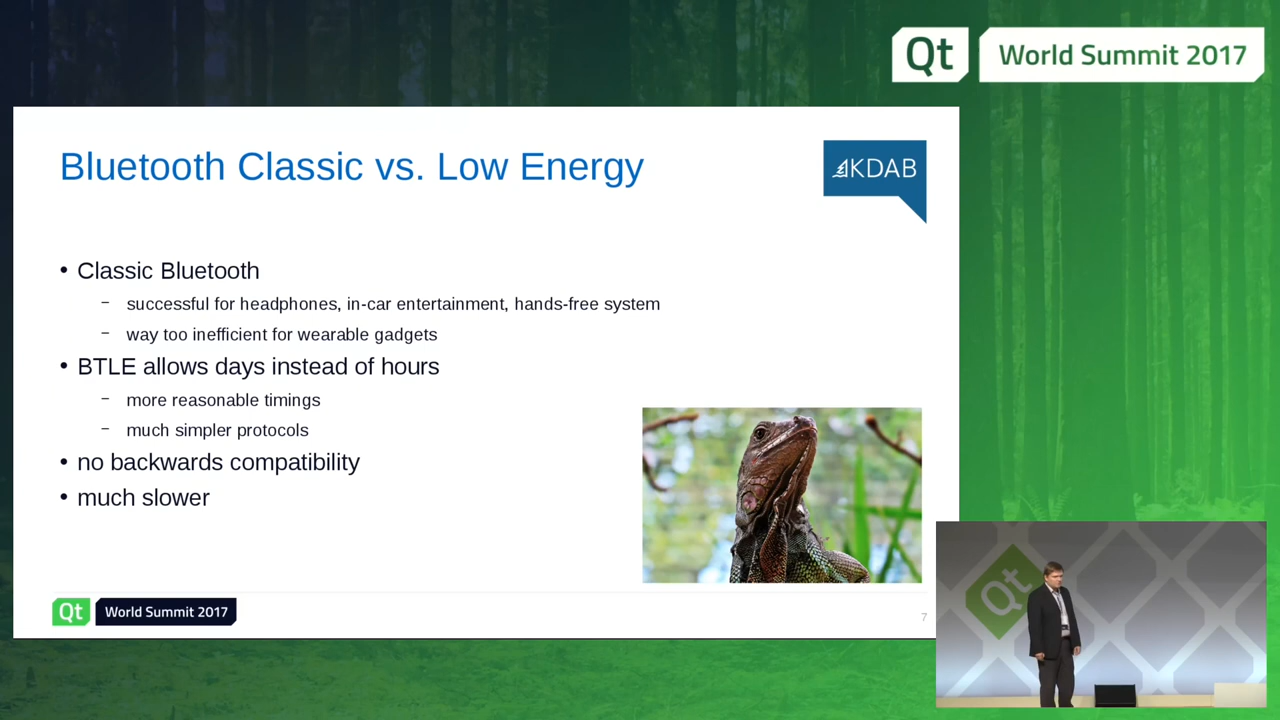 Qt World Summit 2017
Bluetooth Classic vs. Low Energy
KDAB
• Classic Bluetooth
– successful for headphones, in-car entertainment, hands-free system
– way too inefficient for wearable gadgets
• BTLE allows days instead of hours
– more reasonable timings
– much simpler protocols
• no backwards compatibility
• much slower
Qt World Summit 2017
7
Qt